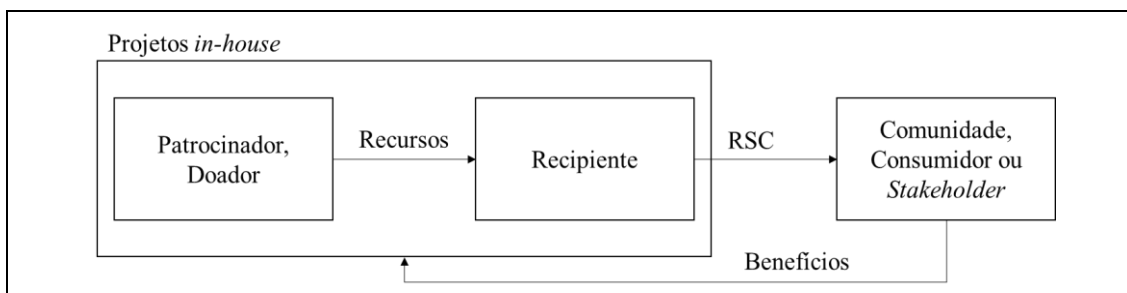 Projetos in-house
Patrocinador,
Doador
Recursos
Recipiente
RSC
Comunidade,
Consumidor ou
Stakeholder
Benefícios